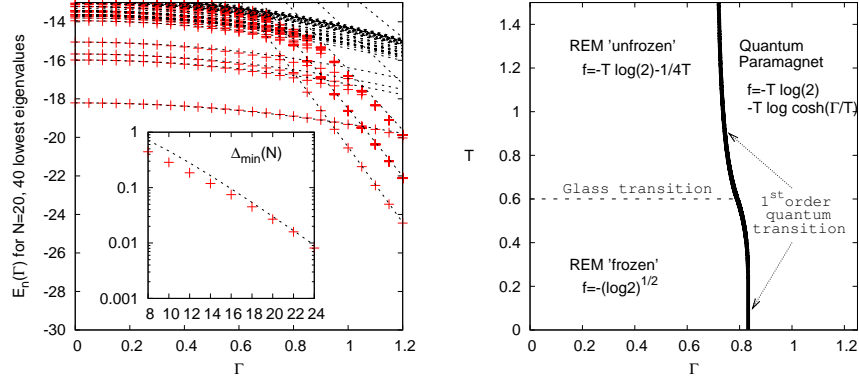 E_n(Γ) for N=20, 40 lowest eigenvalues
-14
-16
-18
-20
-22
-24
-26
-28
-30
0
0.2
0.4
0.6
0.8
1
1.2
Γ
Δ_min(N)
1
0.1
0.01
0.001
8 10 12 14 16 18 20 22 24
T
1.4
1.2
1
0.8
0.6
0.4
0.2
0
0
0.2
0.4
0.6
0.8
1
1.2
Γ
REM 'unfrozen'
f=-T log(2)-1/4T
Quantum
Paramagnet
f=-T log(2)
-T log cosh(Γ/T)
Glass transition
1^st order
quantum
transition
REM 'frozen'
f=-(log2)^1/2